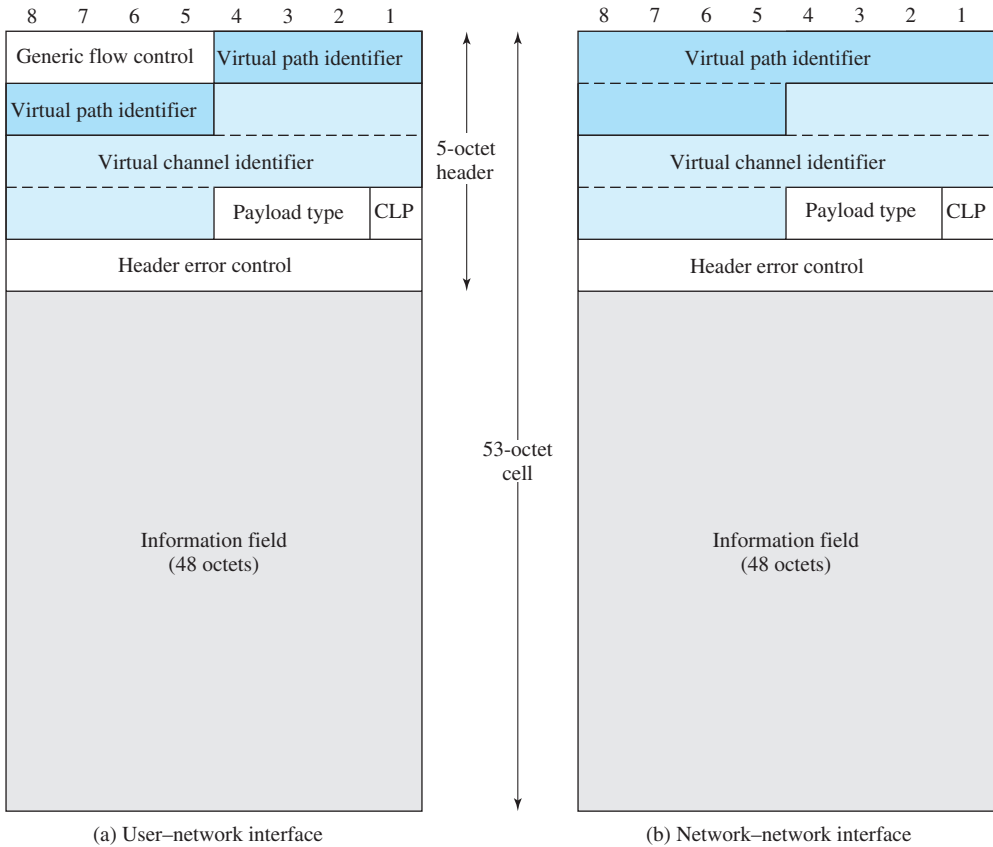 8 7 6 5 4 3 2 1
Generic flow control
Virtual path identifier
Virtual path identifier
Virtual channel identifier
Payload type
CLP
Header error control
Information field
(48 octets)
(a) User–network interface
5-octet
header
53-octet
cell
8 7 6 5 4 3 2 1
Virtual path identifier
Virtual channel identifier
Payload type
CLP
Header error control
Information field
(48 octets)
(b) Network–network interface